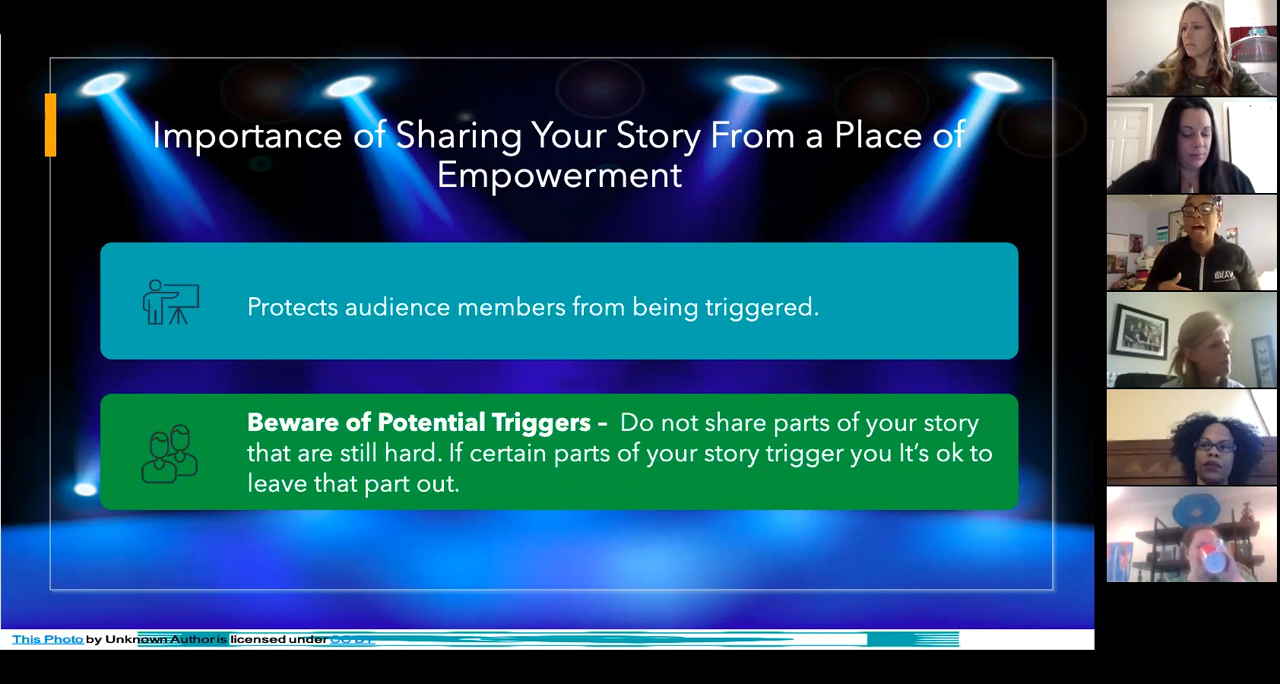 Importance of Sharing Your Story From a Place of
Empowerment
Protects audience members from being triggered.
Beware of Potential Triggers – Do not share parts of your story
that are still hard. If certain parts of your story trigger you It's ok to
leave that part out.
This Photo by Unknown Author is licensed under CC BY